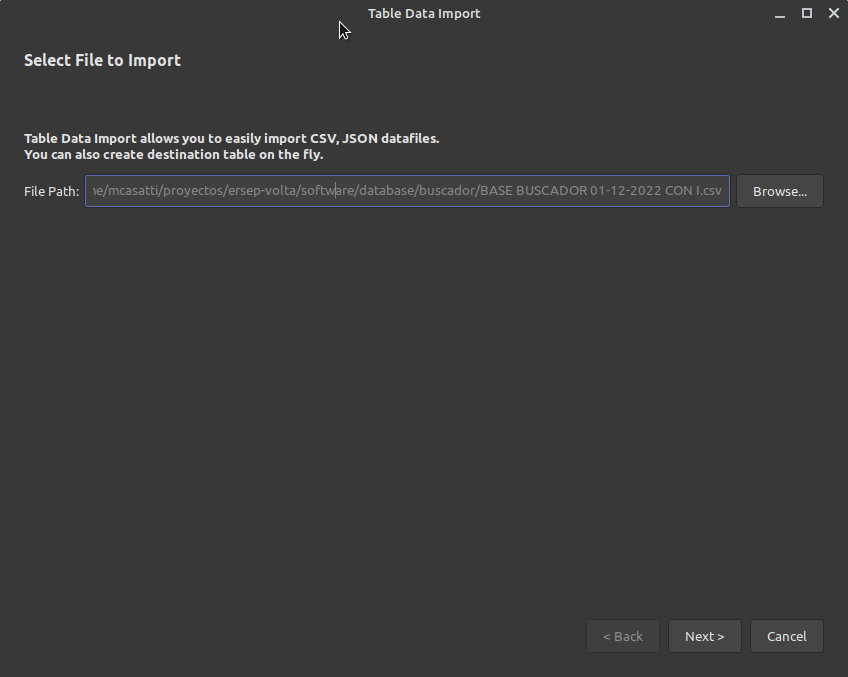 Table Data Import
Select File to Import
Table Data Import allows you to easily import CSV, JSON datafiles.
You can also create destination table on the fly.
File Path: e/mcasatti/proyectos/ersep-volta/software/database/buscador/BASE BUSCADOR 01-12-2022 CON I.csv Browse...
< Back Next > Cancel